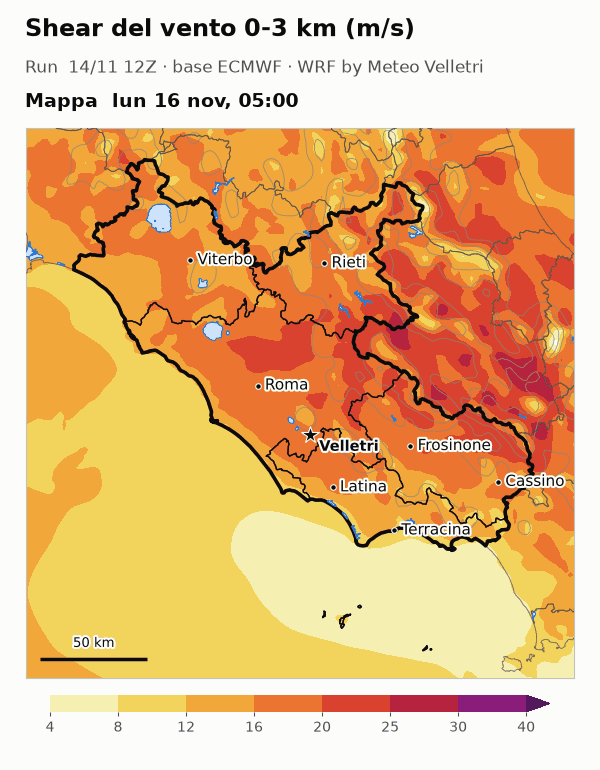 Shear del vento 0-3 km (m/s)
Run  14/11 12Z · base ECMWF · WRF by Meteo Velletri
Mappa  lun 16 nov, 05:00
Viterbo
Rieti
Roma
Velletri
Frosinone
Latina
Cassino
Terracina
50 km
4 8 12 16 20 25 30 40